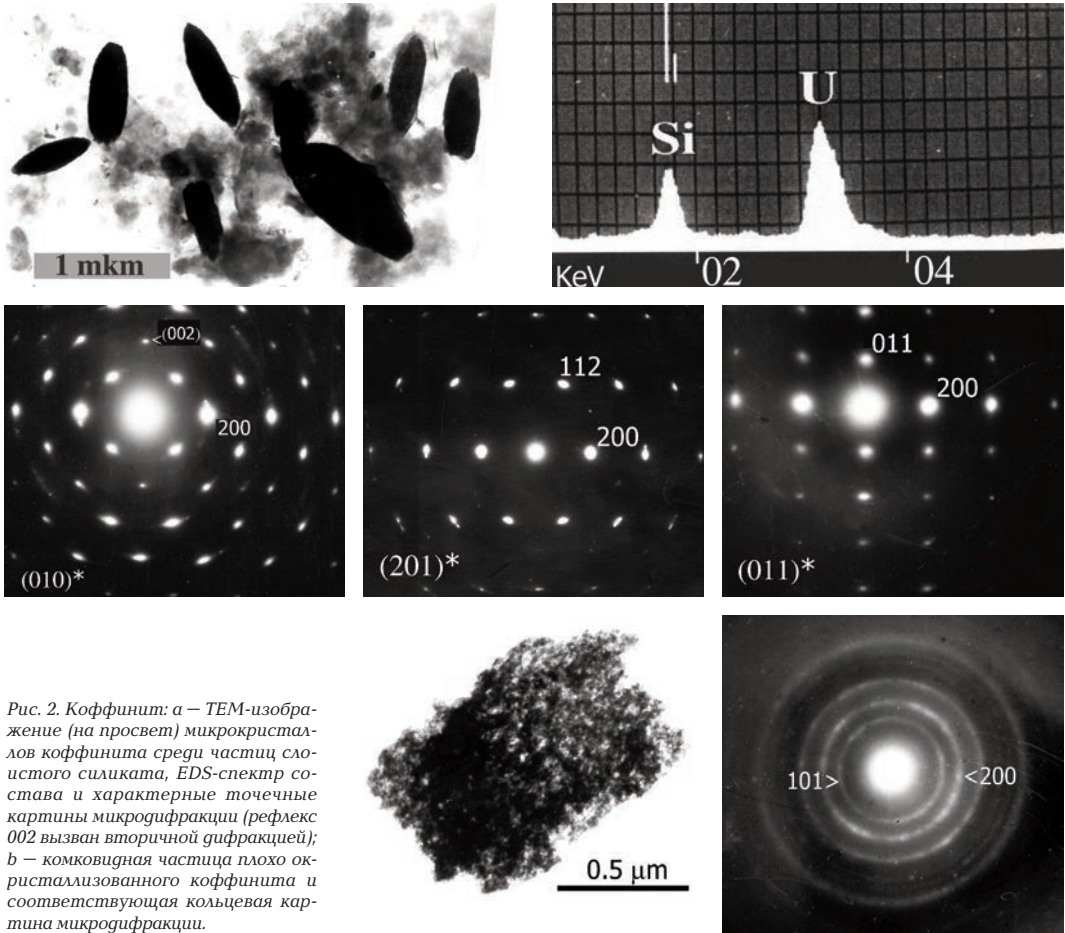 1 mkm
Si
U
KeV
02
04
<(002)
200
(010)*
112
200
(201)*
011
200
(011)*
Рис. 2. Коффинит: а — ТЕМ-изобра-
жение (на просвет) микрокристал-
лов коффинита среди частиц сло-
истого силиката, EDS-спектр со-
става и характерные точечные
картины микродифракции (рефлекс
002 вызван вторичной дифракцией);
b — комковидная частица плохо ок-
ристаллизованного коффинита и
соответствующая кольцевая кар-
тина микродифракции.
0.5 μm
101>
<200